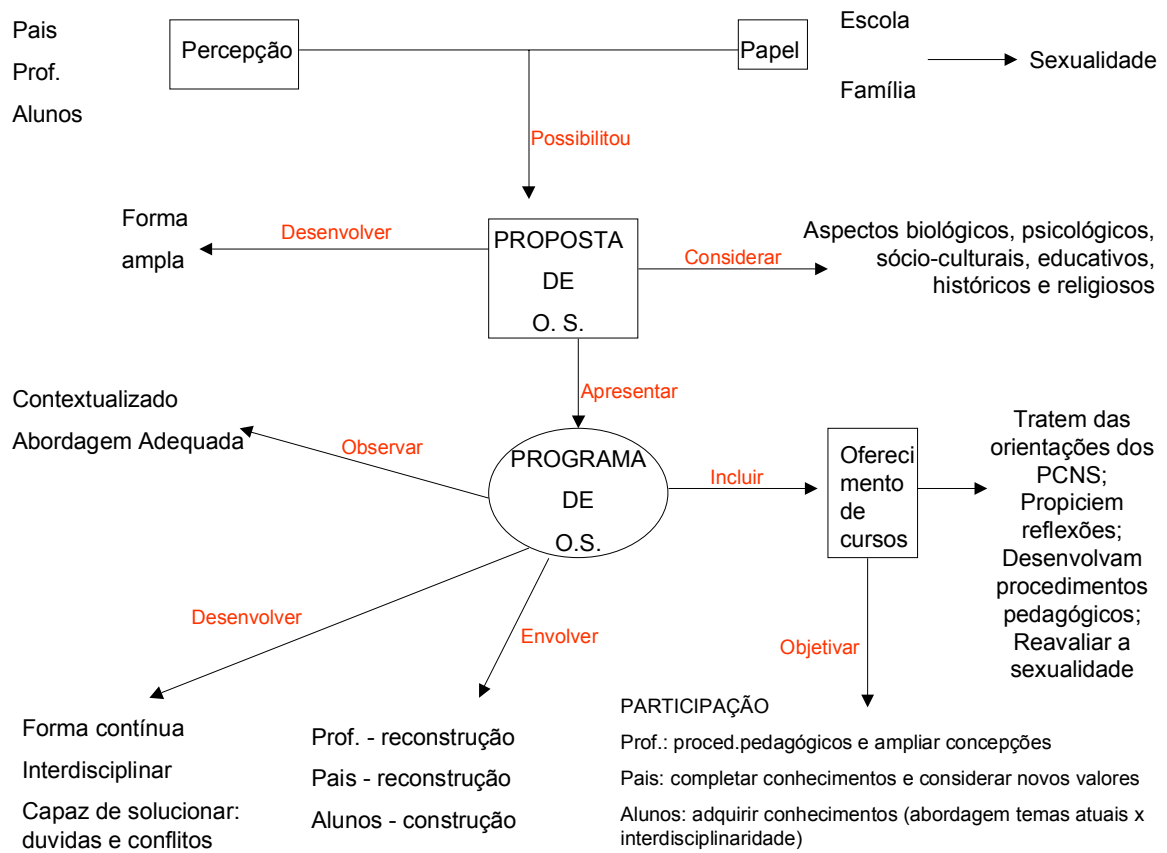 Pais
Prof.
Alunos
Percepção
Papel
Escola
Família
Sexualidade
Possibilitou
Forma
ampla
Desenvolver
PROPOSTA
DE
O. S.
Considerar
Aspectos biológicos, psicológicos,
sócio-culturais, educativos,
históricos e religiosos
Apresentar
Contextualizado
Abordagem Adequada
Observar
PROGRAMA
DE
O.S.
Incluir
Ofereci
mento
de
cursos
Tratem das
orientações dos
PCNS;
Propiciem
reflexões;
Desenvolvam
procedimentos
pedagógicos;
Reavaliar a
sexualidade
Desenvolver
Envolver
Objetivar
Forma contínua
Interdisciplinar
Capaz de solucionar:
duvidas e conflitos
Prof. - reconstrução
Pais - reconstrução
Alunos - construção
PARTICIPAÇÃO
Prof.: proced.pedagógicos e ampliar concepções
Pais: completar conhecimentos e considerar novos valores
Alunos: adquirir conhecimentos (abordagem temas atuais x
interdisciplinaridade)